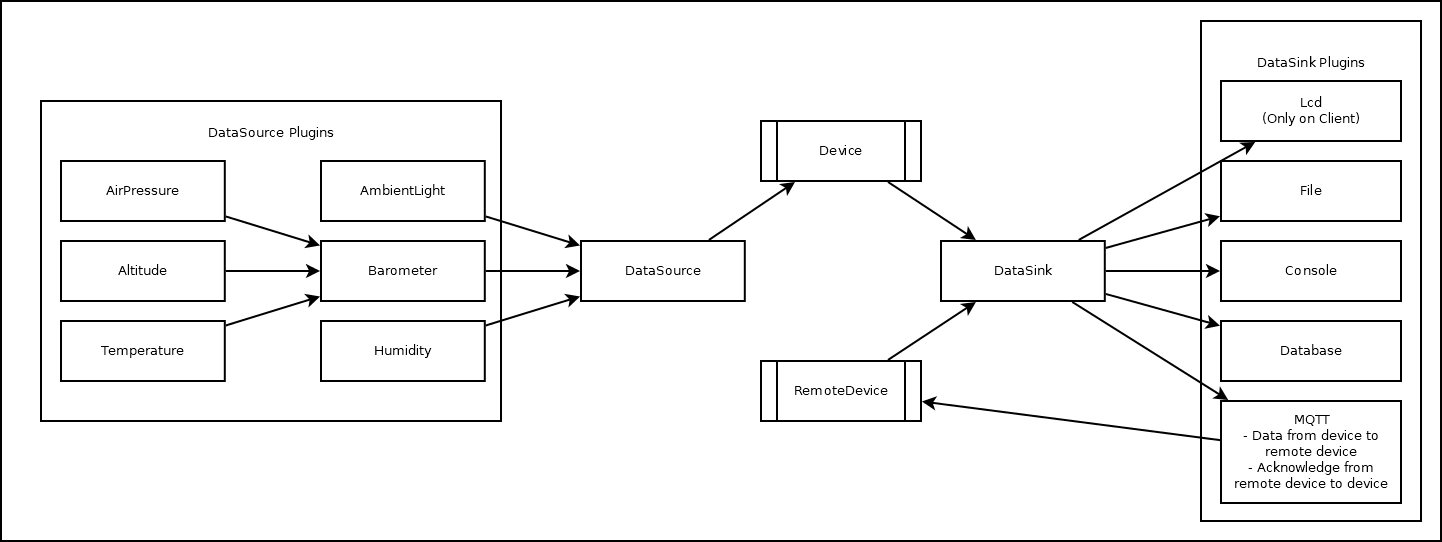 DataSource Plugins
AirPressure
AmbientLight
Altitude
Barometer
Temperature
Humidity
DataSource
Device
RemoteDevice
DataSink
DataSink Plugins
Lcd
(Only on Client)
File
Console
Database
MQTT
- Data from device to
remote device
- Acknowledge from
remote device to device